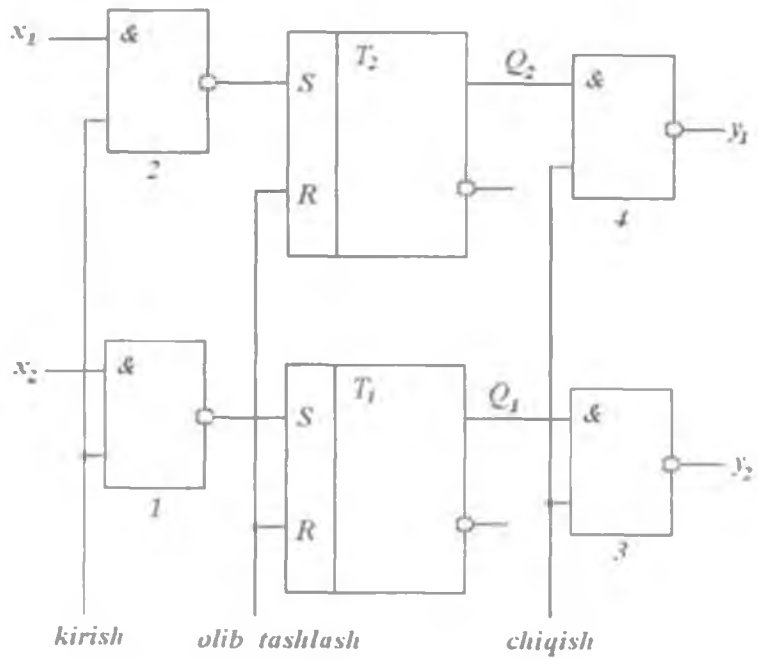 x₁ & S T₂ Q₂ & y₁
R
2 4
x₂ & S T₁ Q₁ & y₂
R
1 3
kirish olib tashlash chiqish